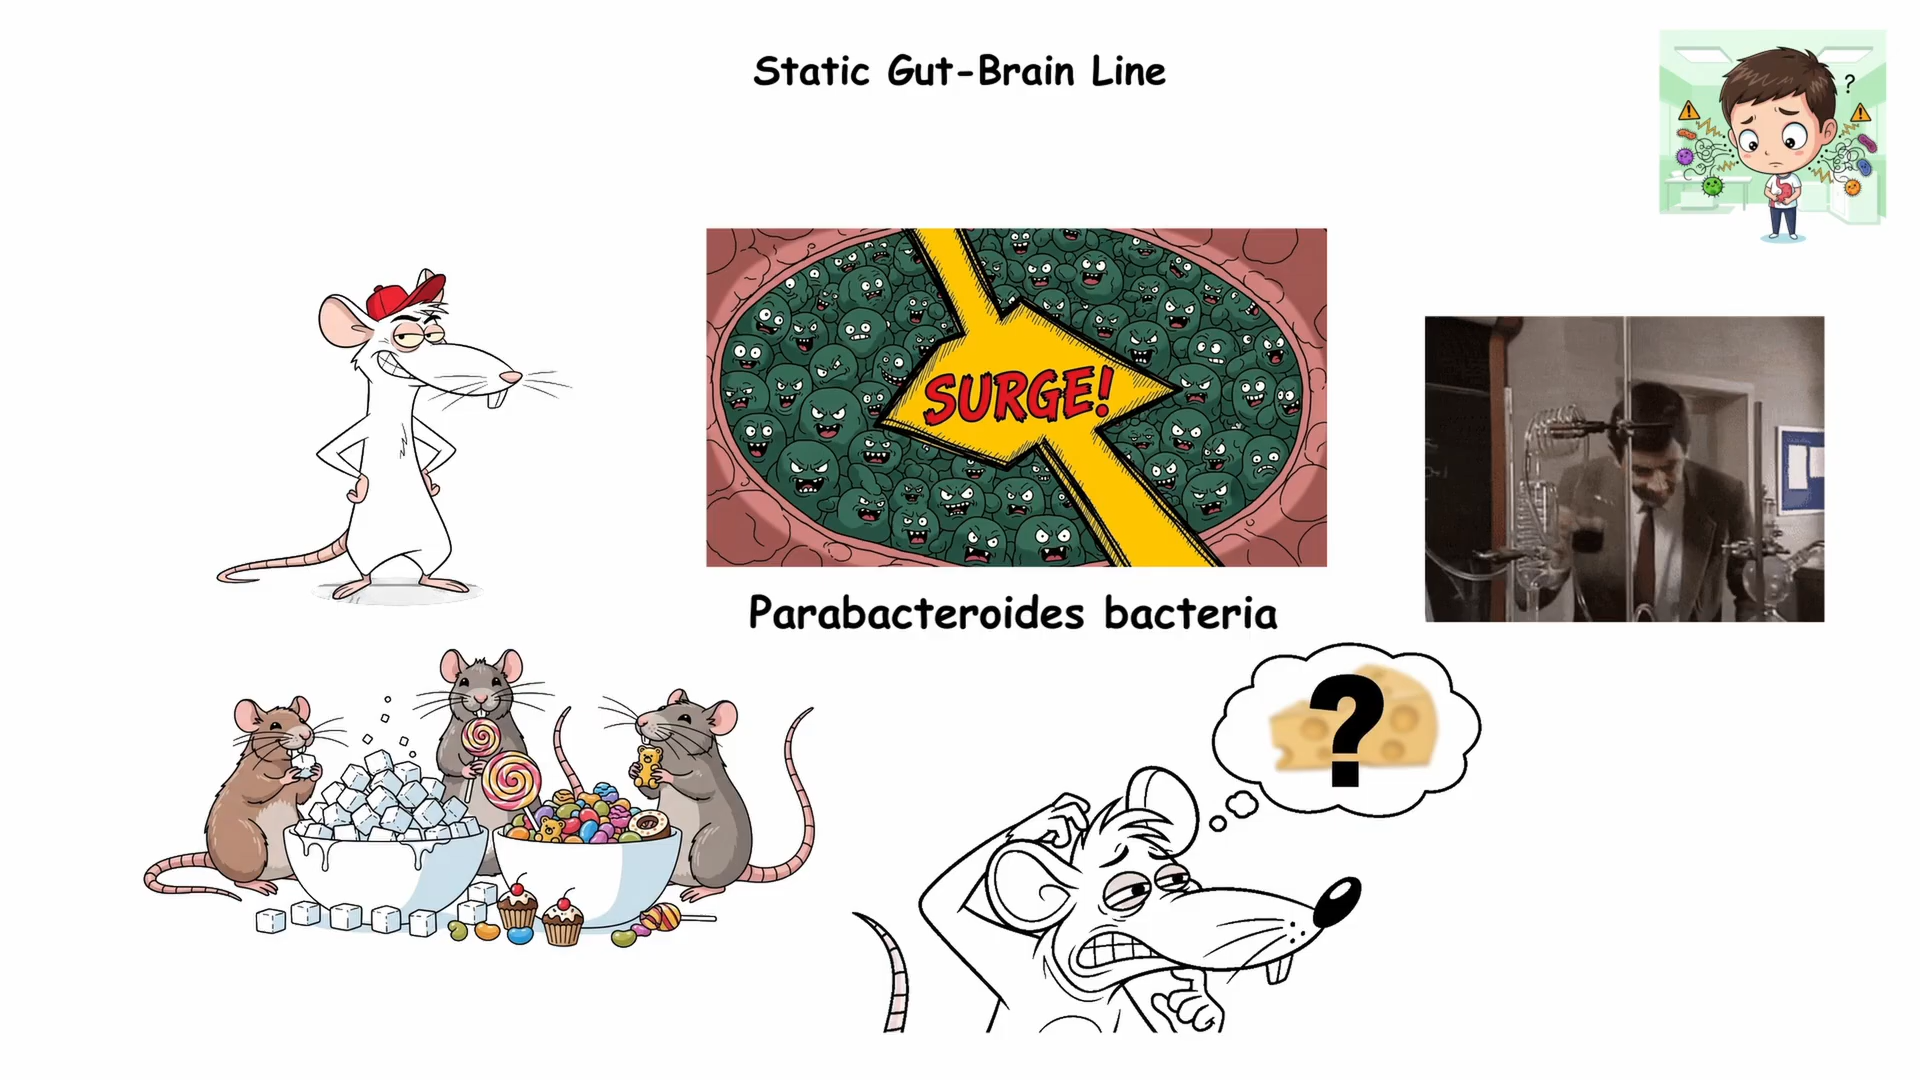 Static Gut-Brain Line
?
SURGE!
Parabacteroides bacteria
?